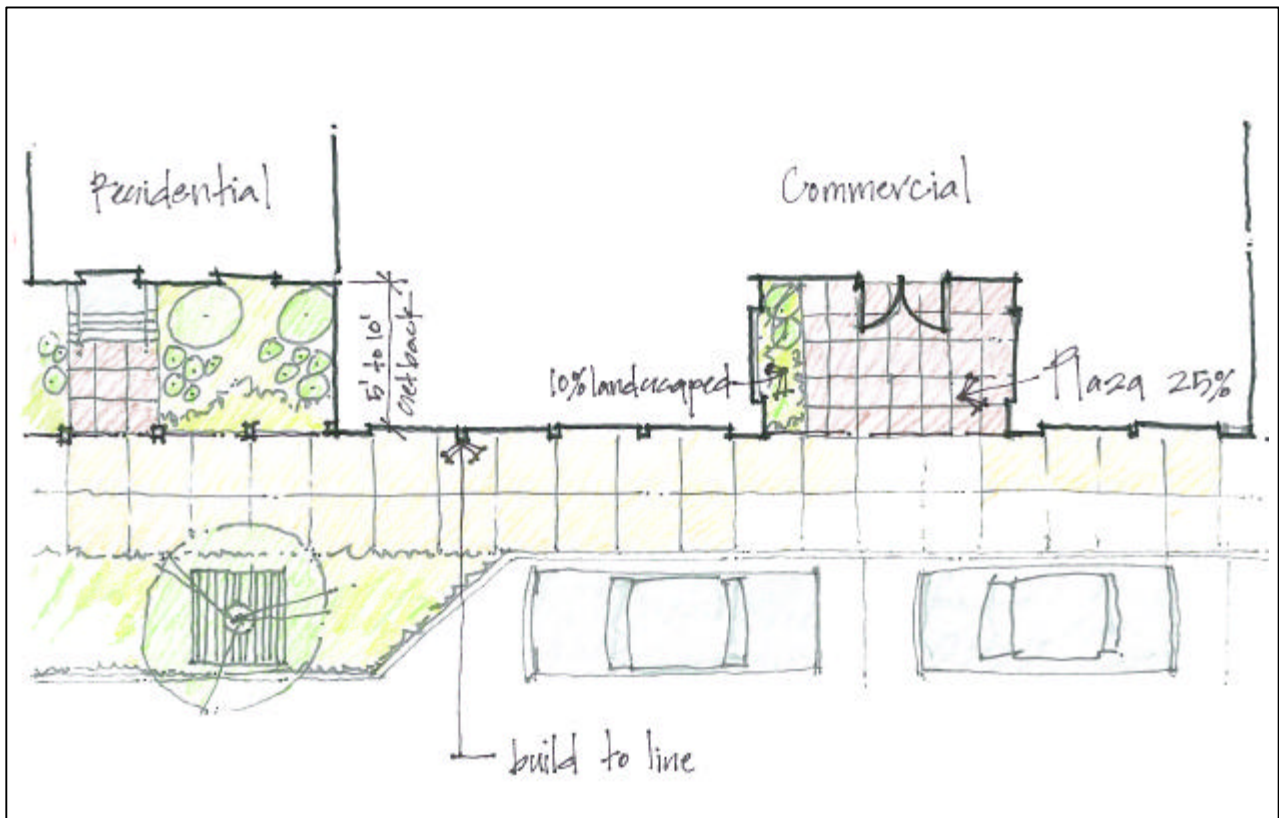 Residential
Commercial
5' to 10'
setback
10% landscaped
Plaza 25%
build to line